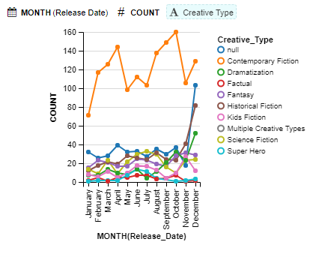 MONTH (Release Date) # COUNT A Creative Type
160
140
120
100
80
60
40
20
0
COUNT
January
February
March
April
May
June
July
August
September
October
November
December
MONTH(Release_Date)
Creative_Type
null
Contemporary Fiction
Dramatization
Factual
Fantasy
Historical Fiction
Kids Fiction
Multiple Creative Types
Science Fiction
Super Hero